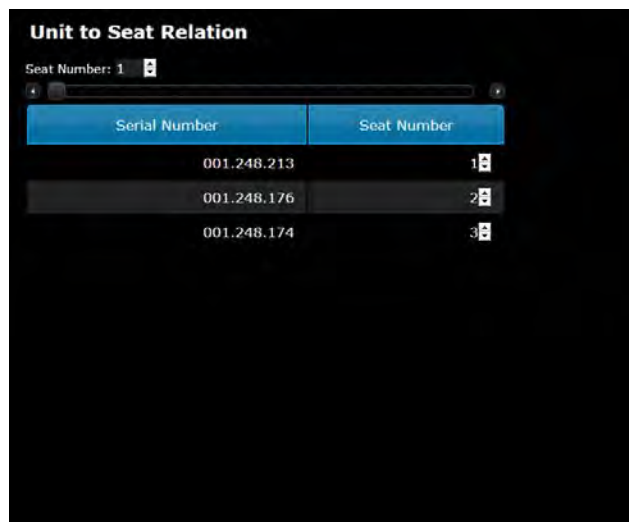 Unit to Seat Relation
Seat Number: 1
Serial Number Seat Number
001.248.213 1
001.248.176 2
001.248.174 3